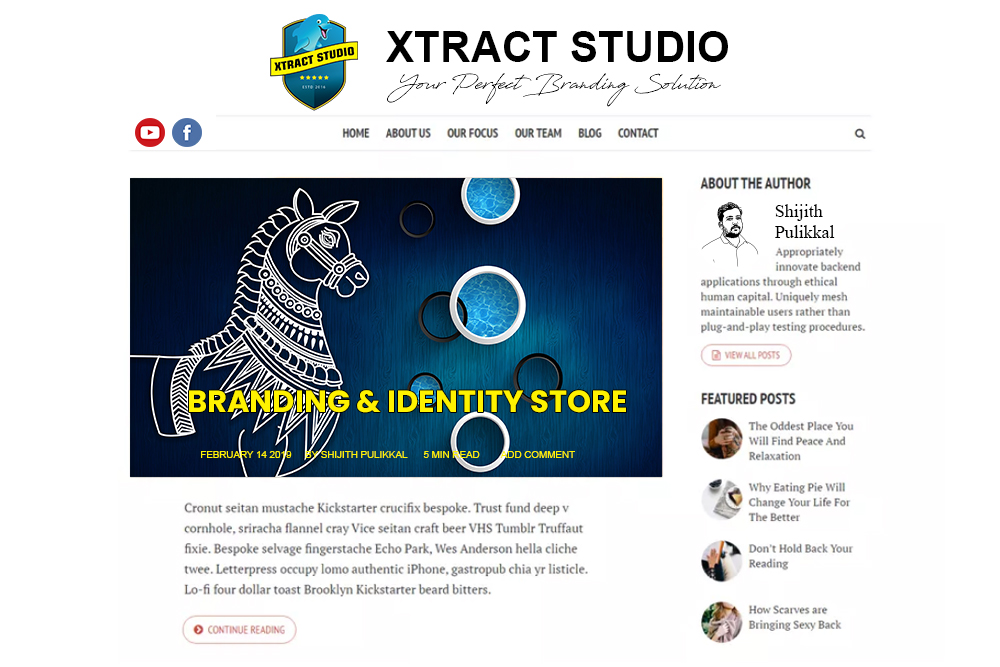 XTRACT STUDIO
ESTD 2016
XTRACT STUDIO
Your Perfect Branding Solution
HOME ABOUT US OUR FOCUS OUR TEAM BLOG CONTACT
BRANDING & IDENTITY STORE
FEBRUARY 14 2019 BY SHIJITH PULIKKAL 5 MIN READ ADD COMMENT
Cronut seitan mustache Kickstarter crucifix bespoke. Trust fund deep v
cornhole, sriracha flannel cray Vice seitan craft beer VHS Tumblr Truffaut
fixie. Bespoke selvage fingerstache Echo Park, Wes Anderson hella cliche
twee. Letterpress occupy lomo authentic iPhone, gastropub chia yr listicle.
Lo-fi four dollar toast Brooklyn Kickstarter beard bitters.
CONTINUE READING
ABOUT THE AUTHOR
Shijith
Pulikkal
Appropriately
innovate backend
applications through ethical
human capital. Uniquely mesh
maintainable users rather than
plug-and-play testing procedures.
VIEW ALL POSTS
FEATURED POSTS
The Oddest Place You
Will Find Peace And
Relaxation
Why Eating Pie Will
Change Your Life For
The Better
Don't Hold Back Your
Reading
How Scarves are
Bringing Sexy Back